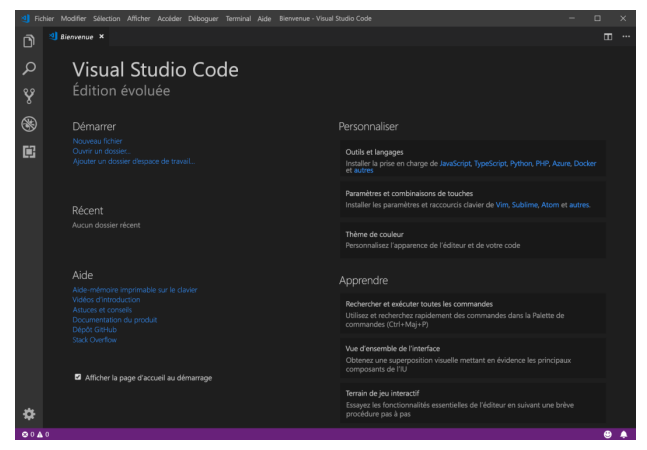 Fichier Modifier Sélection Afficher Accéder Déboguer Terminal Aide Bienvenue - Visual Studio Code
Bienvenue
Visual Studio Code
Édition évoluée
Démarrer
Nouveau fichier
Ouvrir un dossier...
Ajouter un dossier d'espace de travail...
Récent
Aucun dossier récent
Aide
Aide-mémoire imprimable sur le clavier
Vidéos d'introduction
Astuces et conseils
Documentation du produit
Dépôt GitHub
Stack Overflow
Afficher la page d'accueil au démarrage
Personnaliser
Outils et langages
Installer la prise en charge de JavaScript, TypeScript, Python, PHP, Azure, Docker
et autres
Paramètres et combinaisons de touches
Installer les paramètres et raccourcis clavier de Vim, Sublime, Atom et autres.
Thème de couleur
Personnalisez l'apparence de l'éditeur et de votre code
Apprendre
Rechercher et exécuter toutes les commandes
Utilisez et recherchez rapidement des commandes dans la Palette de
commandes (Ctrl+Maj+P)
Vue d'ensemble de l'interface
Obtenez une superposition visuelle mettant en évidence les principaux
composants de l'IU
Terrain de jeu interactif
Essayez les fonctionnalités essentielles de l'éditeur en suivant une brève
procédure pas à pas
0 0